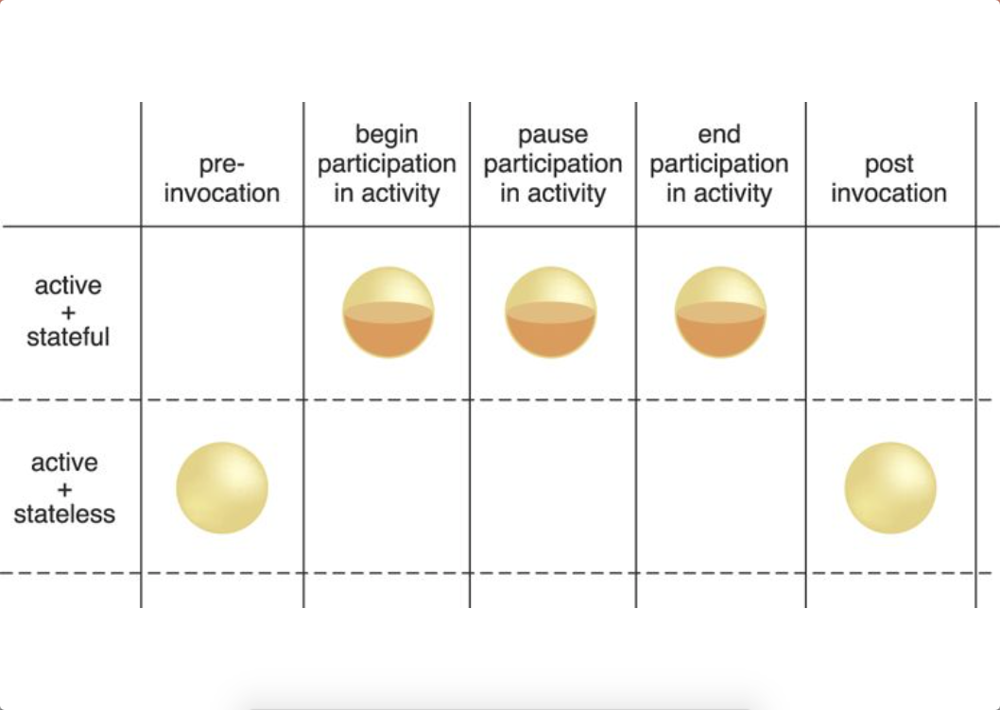 pre-
invocation
begin
participation
in activity
pause
participation
in activity
end
participation
in activity
post
invocation
active
+
stateful
active
+
stateless